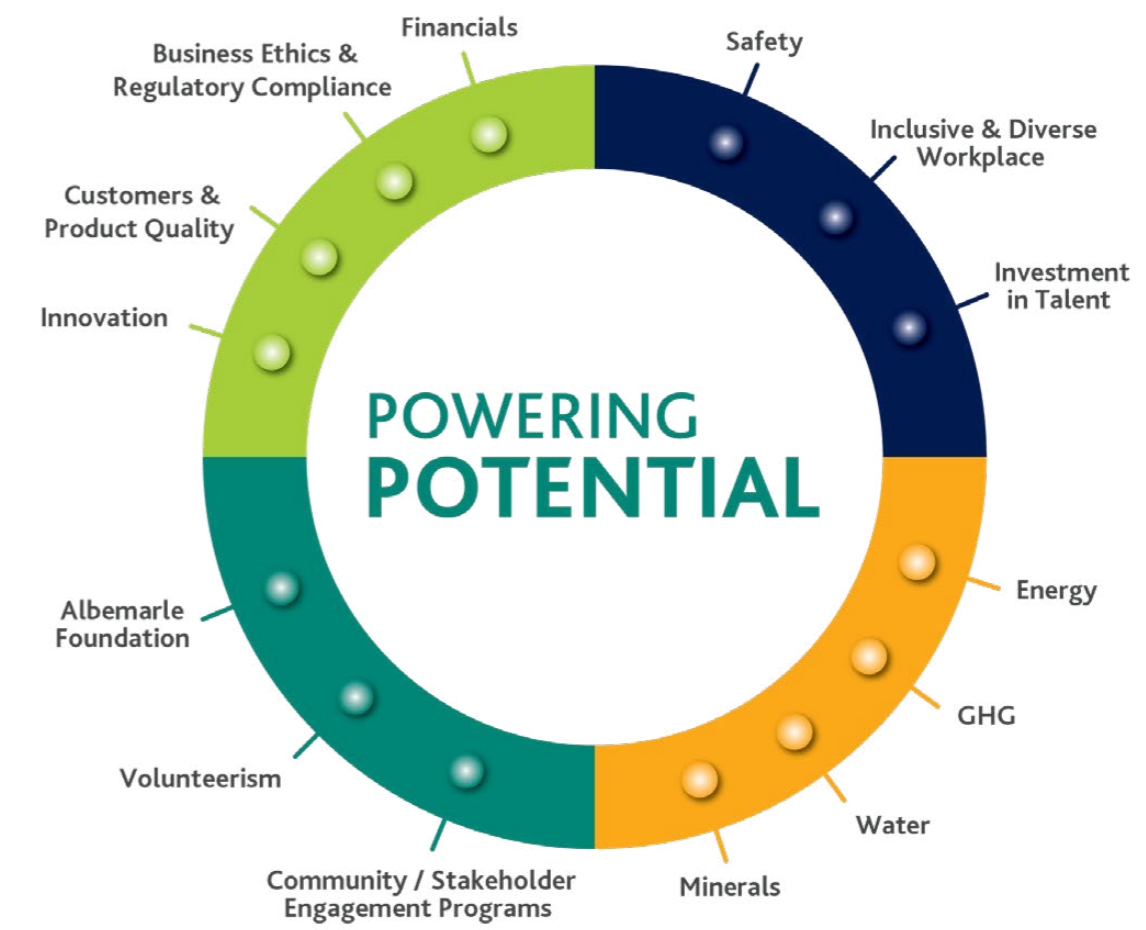 Financials
Safety
Business Ethics &
Regulatory Compliance
Inclusive & Diverse
Workplace
Customers &
Product Quality
Investment
in Talent
Innovation
POWERING
POTENTIAL
Energy
Albemarle
Foundation
GHG
Volunteerism
Water
Community / Stakeholder
Engagement Programs
Minerals